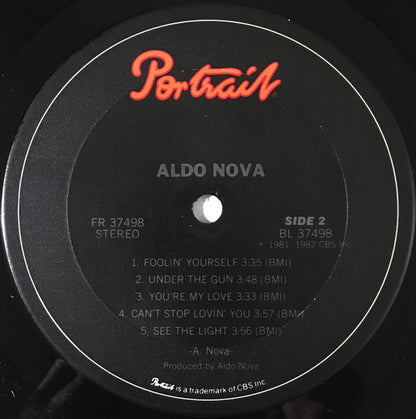 Portrait
ALDO NOVA
FR 37498
STEREO
SIDE 2
BL 37498
℗ 1981, 1982 CBS Inc.
1. FOOLIN' YOURSELF 3:35 (BMI)
2. UNDER THE GUN 3:48 (BMI)
3. YOU'RE MY LOVE 3:33 (BMI)
4. CAN'T STOP LOVIN' YOU 3:57 (BMI)
5. SEE THE LIGHT 3:56 (BMI)
-A. Nova-
Produced by Aldo Nova
Portrait is a trademark of CBS Inc